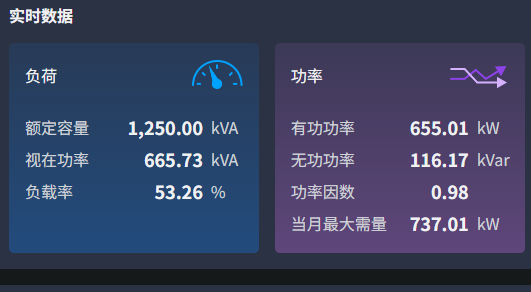 实时数据
负荷
额定容量 1,250.00 kVA
视在功率 665.73 kVA
负载率 53.26 %
功率
有功功率 655.01 kW
无功功率 116.17 kVar
功率因数 0.98
当月最大需量 737.01 kW